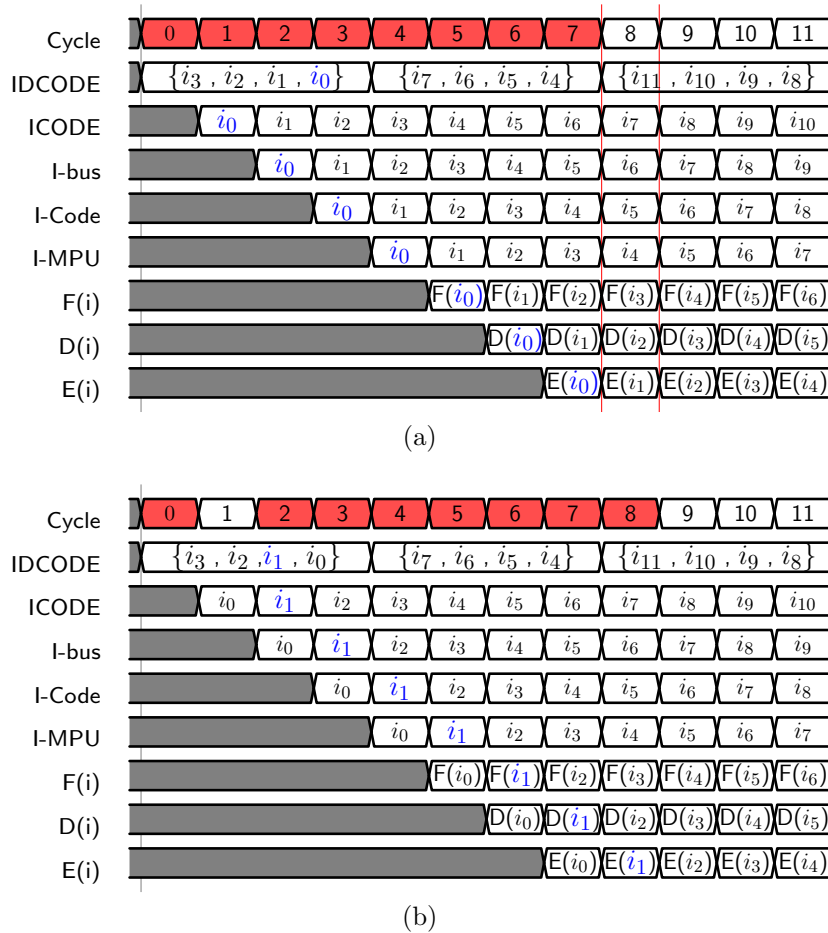 Cycle 0 1 2 3 4 5 6 7 8 9 10 11
IDCODE {i₃ , i₂ , i₁ , i₀} {i₇ , i₆ , i₅ , i₄} {i₁₁ , i₁₀ , i₉ , i₈}
ICODE i₀ i₁ i₂ i₃ i₄ i₅ i₆ i₇ i₈ i₉ i₁₀
I-bus i₀ i₁ i₂ i₃ i₄ i₅ i₆ i₇ i₈ i₉
I-Code i₀ i₁ i₂ i₃ i₄ i₅ i₆ i₇ i₈
I-MPU i₀ i₁ i₂ i₃ i₄ i₅ i₆ i₇
F(i) F(i₀) F(i₁) F(i₂) F(i₃) F(i₄) F(i₅) F(i₆)
D(i) D(i₀) D(i₁) D(i₂) D(i₃) D(i₄) D(i₅)
E(i) E(i₀) E(i₁) E(i₂) E(i₃) E(i₄)
(a)
Cycle 0 1 2 3 4 5 6 7 8 9 10 11
IDCODE {i₃ , i₂ ,i₁ , i₀} {i₇ , i₆ , i₅ , i₄} {i₁₁ , i₁₀ , i₉ , i₈}
ICODE i₀ i₁ i₂ i₃ i₄ i₅ i₆ i₇ i₈ i₉ i₁₀
I-bus i₀ i₁ i₂ i₃ i₄ i₅ i₆ i₇ i₈ i₉
I-Code i₀ i₁ i₂ i₃ i₄ i₅ i₆ i₇ i₈
I-MPU i₀ i₁ i₂ i₃ i₄ i₅ i₆ i₇
F(i) F(i₀) F(i₁) F(i₂) F(i₃) F(i₄) F(i₅) F(i₆)
D(i) D(i₀) D(i₁) D(i₂) D(i₃) D(i₄) D(i₅)
E(i) E(i₀) E(i₁) E(i₂) E(i₃) E(i₄)
(b)